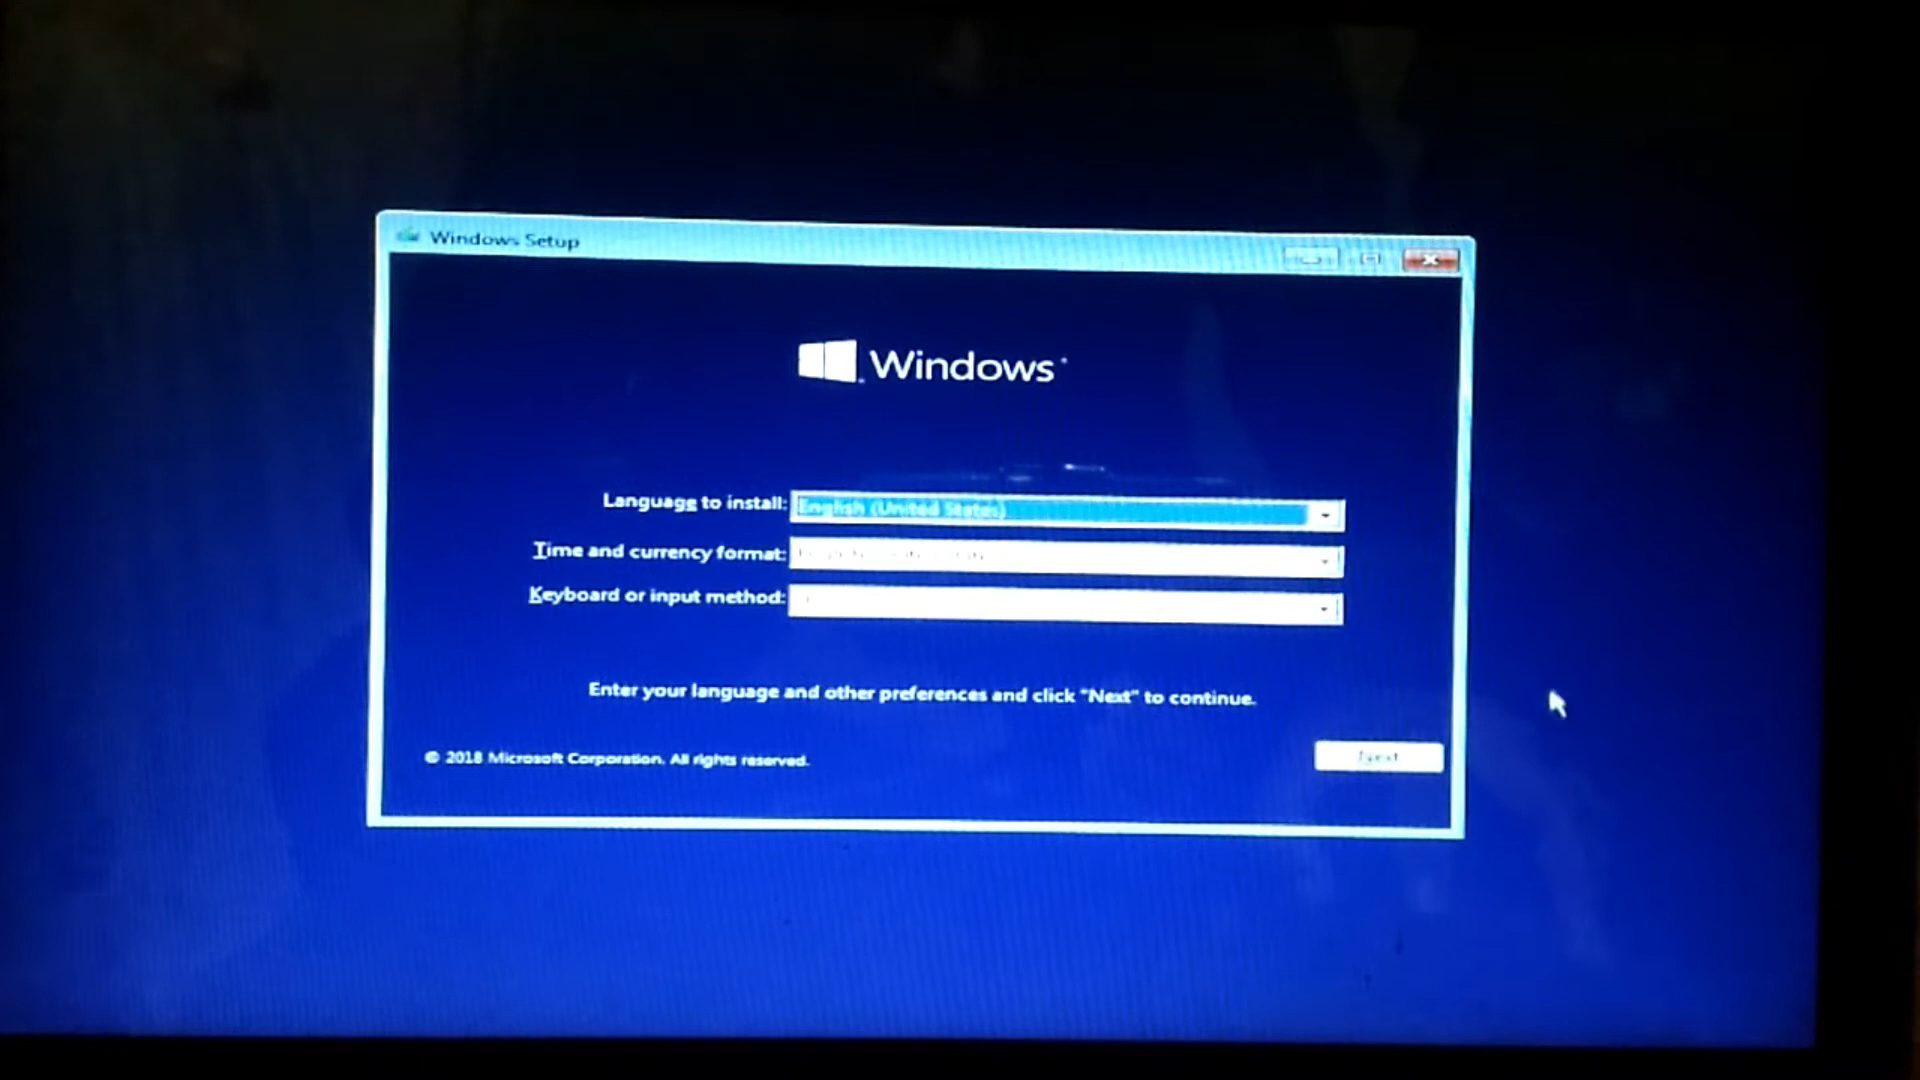 Windows Setup
Windows
Language to install: English (United States)
Time and currency format:
Keyboard or input method:
Enter your language and other preferences and click "Next" to continue.
© 2018 Microsoft Corporation. All rights reserved.
Next